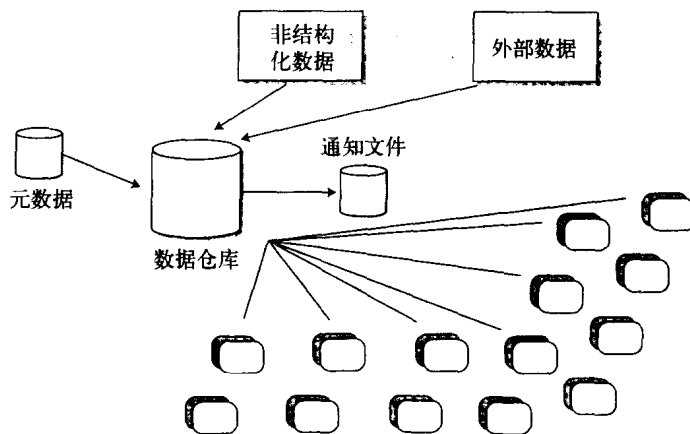 非结构
化数据
外部数据
通知文件
元数据
数据仓库